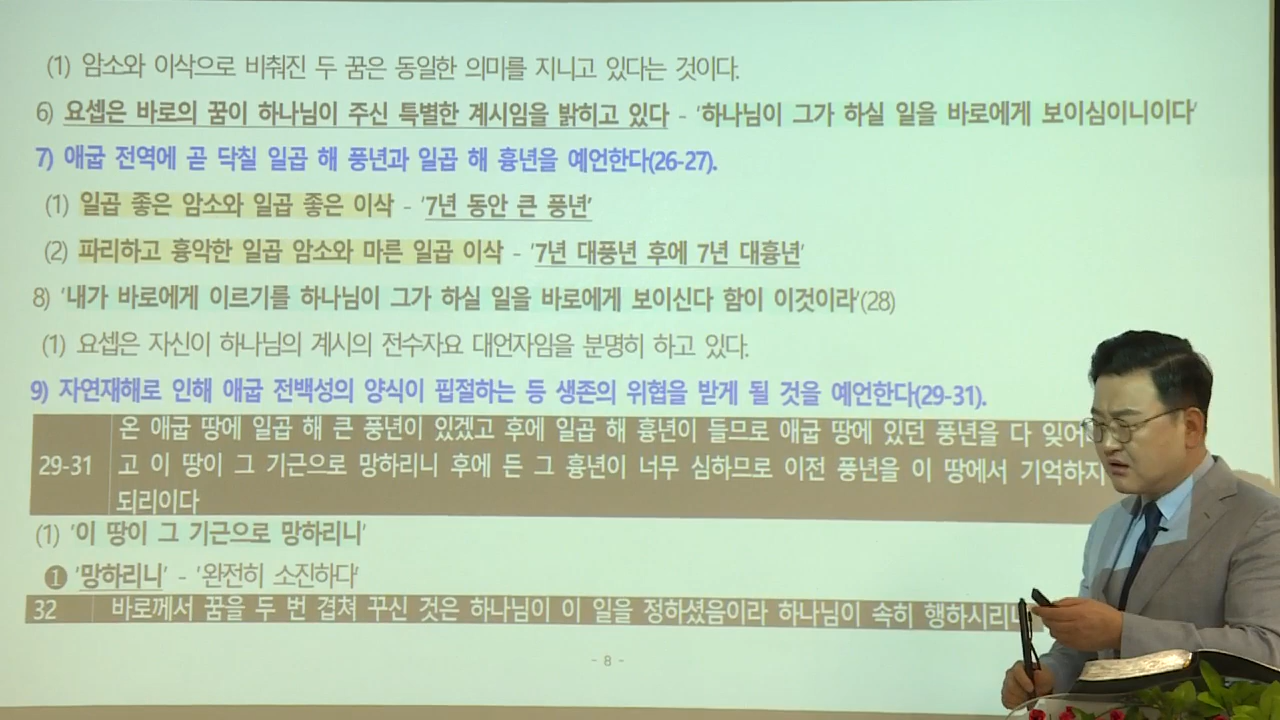 (1) 암소와 이삭으로 비춰진 두 꿈은 동일한 의미를 지니고 있다는 것이다.
6) 요셉은 바로의 꿈이 하나님이 주신 특별한 계시임을 밝히고 있다 - '하나님이 그가 하실 일을 바로에게 보이심이니이다'
7) 애굽 전역에 곧 닥칠 일곱 해 풍년과 일곱 해 흉년을 예언한다(26-27).
(1) 일곱 좋은 암소와 일곱 좋은 이삭 - '7년 동안 큰 풍년'
(2) 파리하고 흉악한 일곱 암소와 마른 일곱 이삭 - '7년 대풍년 후에 7년 대흉년'
8) '내가 바로에게 이르기를 하나님이 그가 하실 일을 바로에게 보이신다 함이 이것이라'(28)
(1) 요셉은 자신이 하나님의 계시의 전수자요 대언자임을 분명히 하고 있다.
9) 자연재해로 인해 애굽 전백성의 양식이 핍절하는 등 생존의 위협을 받게 될 것을 예언한다(29-31).
온 애굽 땅에 일곱 해 큰 풍년이 있겠고 후에 일곱 해 흉년이 들므로 애굽 땅에 있던 풍년을 다 잊어
29-31 고 이 땅이 그 기근으로 망하리니 후에 든 그 흉년이 너무 심하므로 이전 풍년을 이 땅에서 기억하지
되리이다
(1) '이 땅이 그 기근으로 망하리니'
❶ '망하리니' - '완전히 소진하다'
32 바로께서 꿈을 두 번 겹쳐 꾸신 것은 하나님이 이 일을 정하셨음이라 하나님이 속히 행하시리니
- 8 -